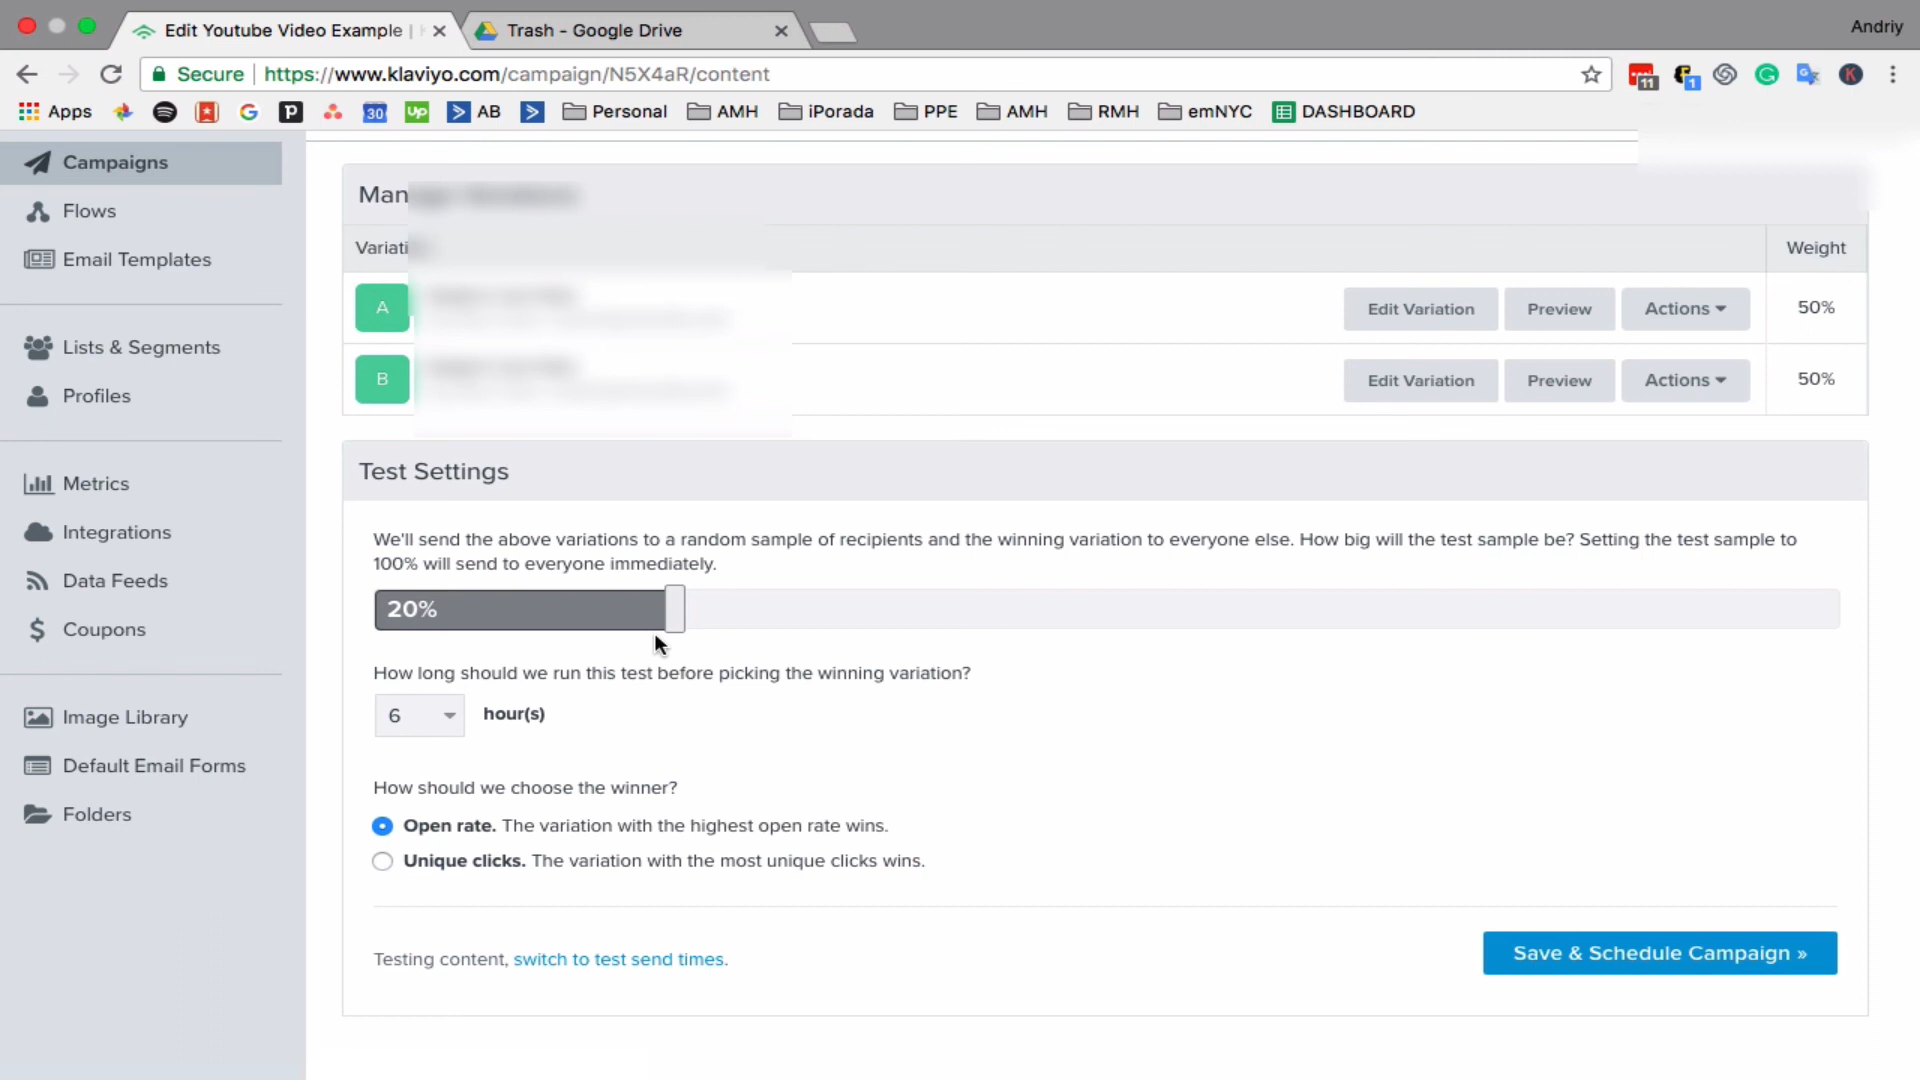 Edit Youtube Video Example |
Trash - Google Drive
Andriy
Secure
https://www.klaviyo.com/campaign/N5X4aR/content
11
1
K
Apps
G
P
30
up
AB
Personal
AMH
iPorada
PPE
AMH
RMH
emNYC
DASHBOARD
Campaigns
Flows
Email Templates
Lists & Segments
Profiles
Metrics
Integrations
Data Feeds
Coupons
Image Library
Default Email Forms
Folders
Weight
A
Edit Variation
Preview
Actions
50%
B
Edit Variation
Preview
Actions
50%
Test Settings
We'll send the above variations to a random sample of recipients and the winning variation to everyone else. How big will the test sample be? Setting the test sample to
100% will send to everyone immediately.
20%
How long should we run this test before picking the winning variation?
6 hour(s)
How should we choose the winner?
Open rate. The variation with the highest open rate wins.
Unique clicks. The variation with the most unique clicks wins.
Testing content, switch to test send times.
Save & Schedule Campaign »